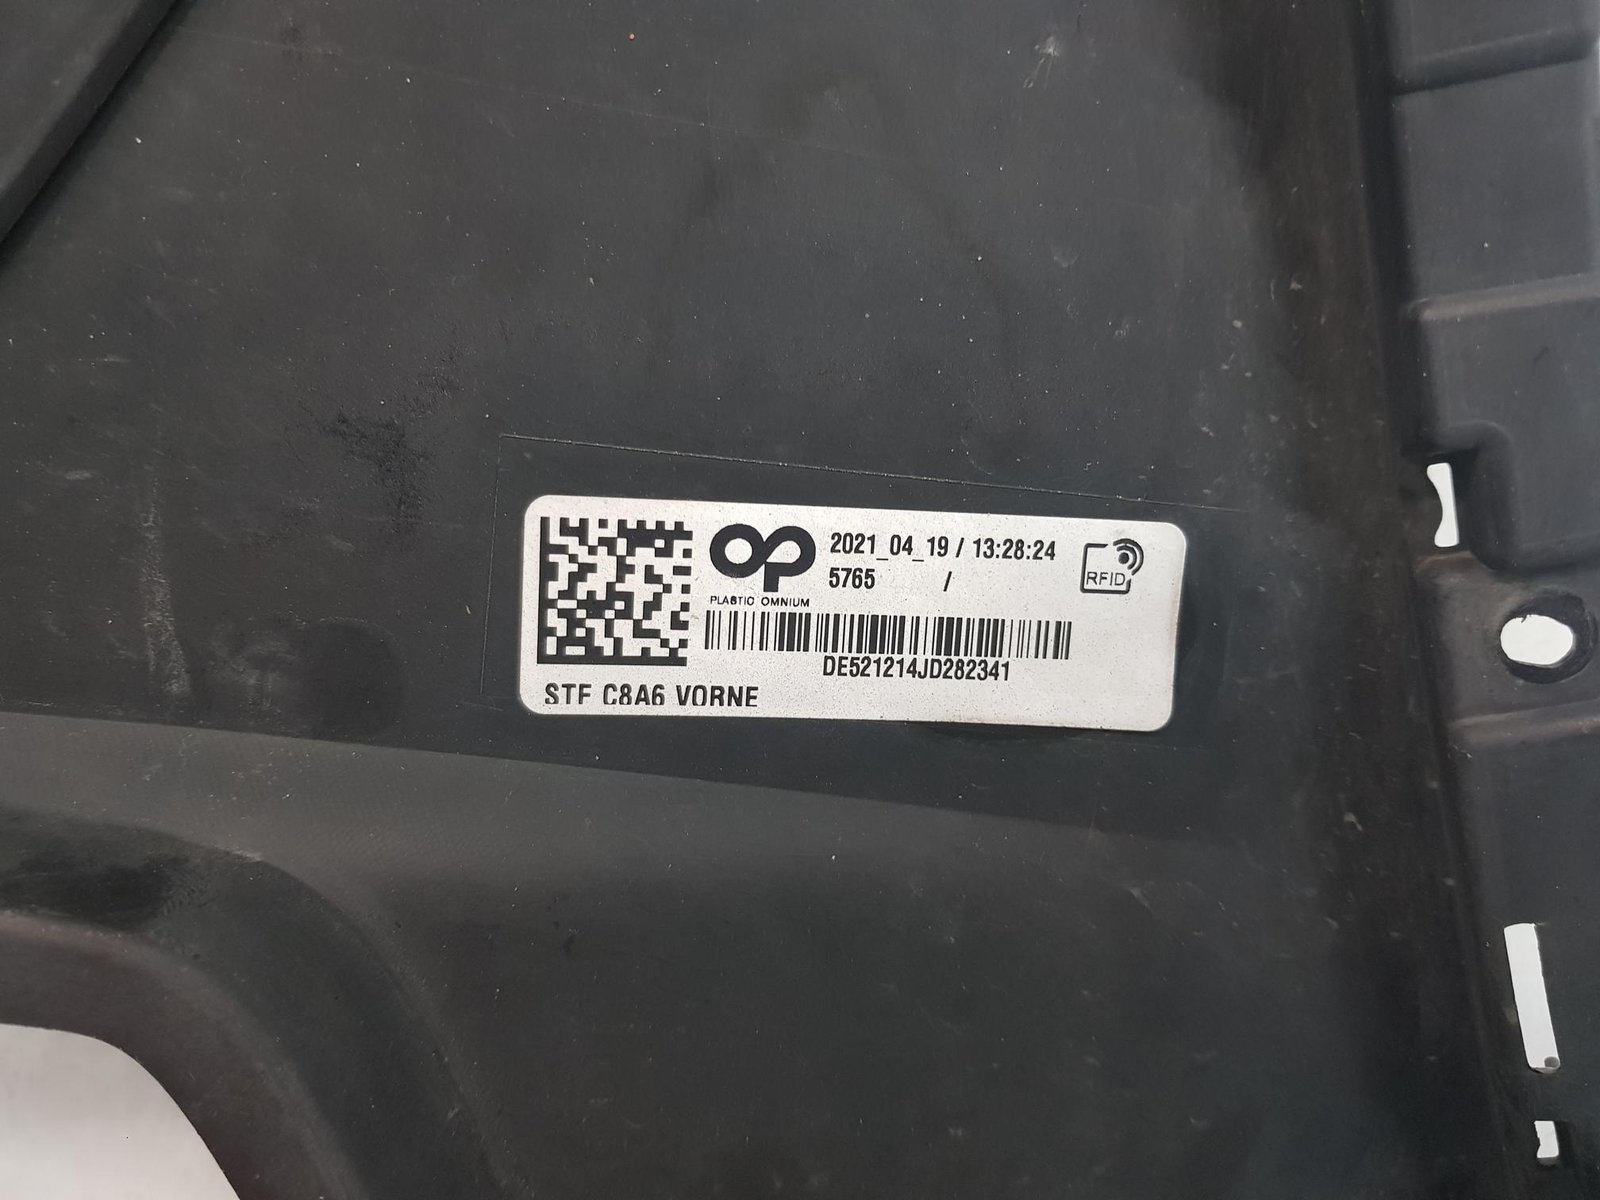 2021_04_19 / 13:28:24
5765 /
RFID
PLASTIC OMNIUM
DE521214JD282341
STF C8A6 VORNE